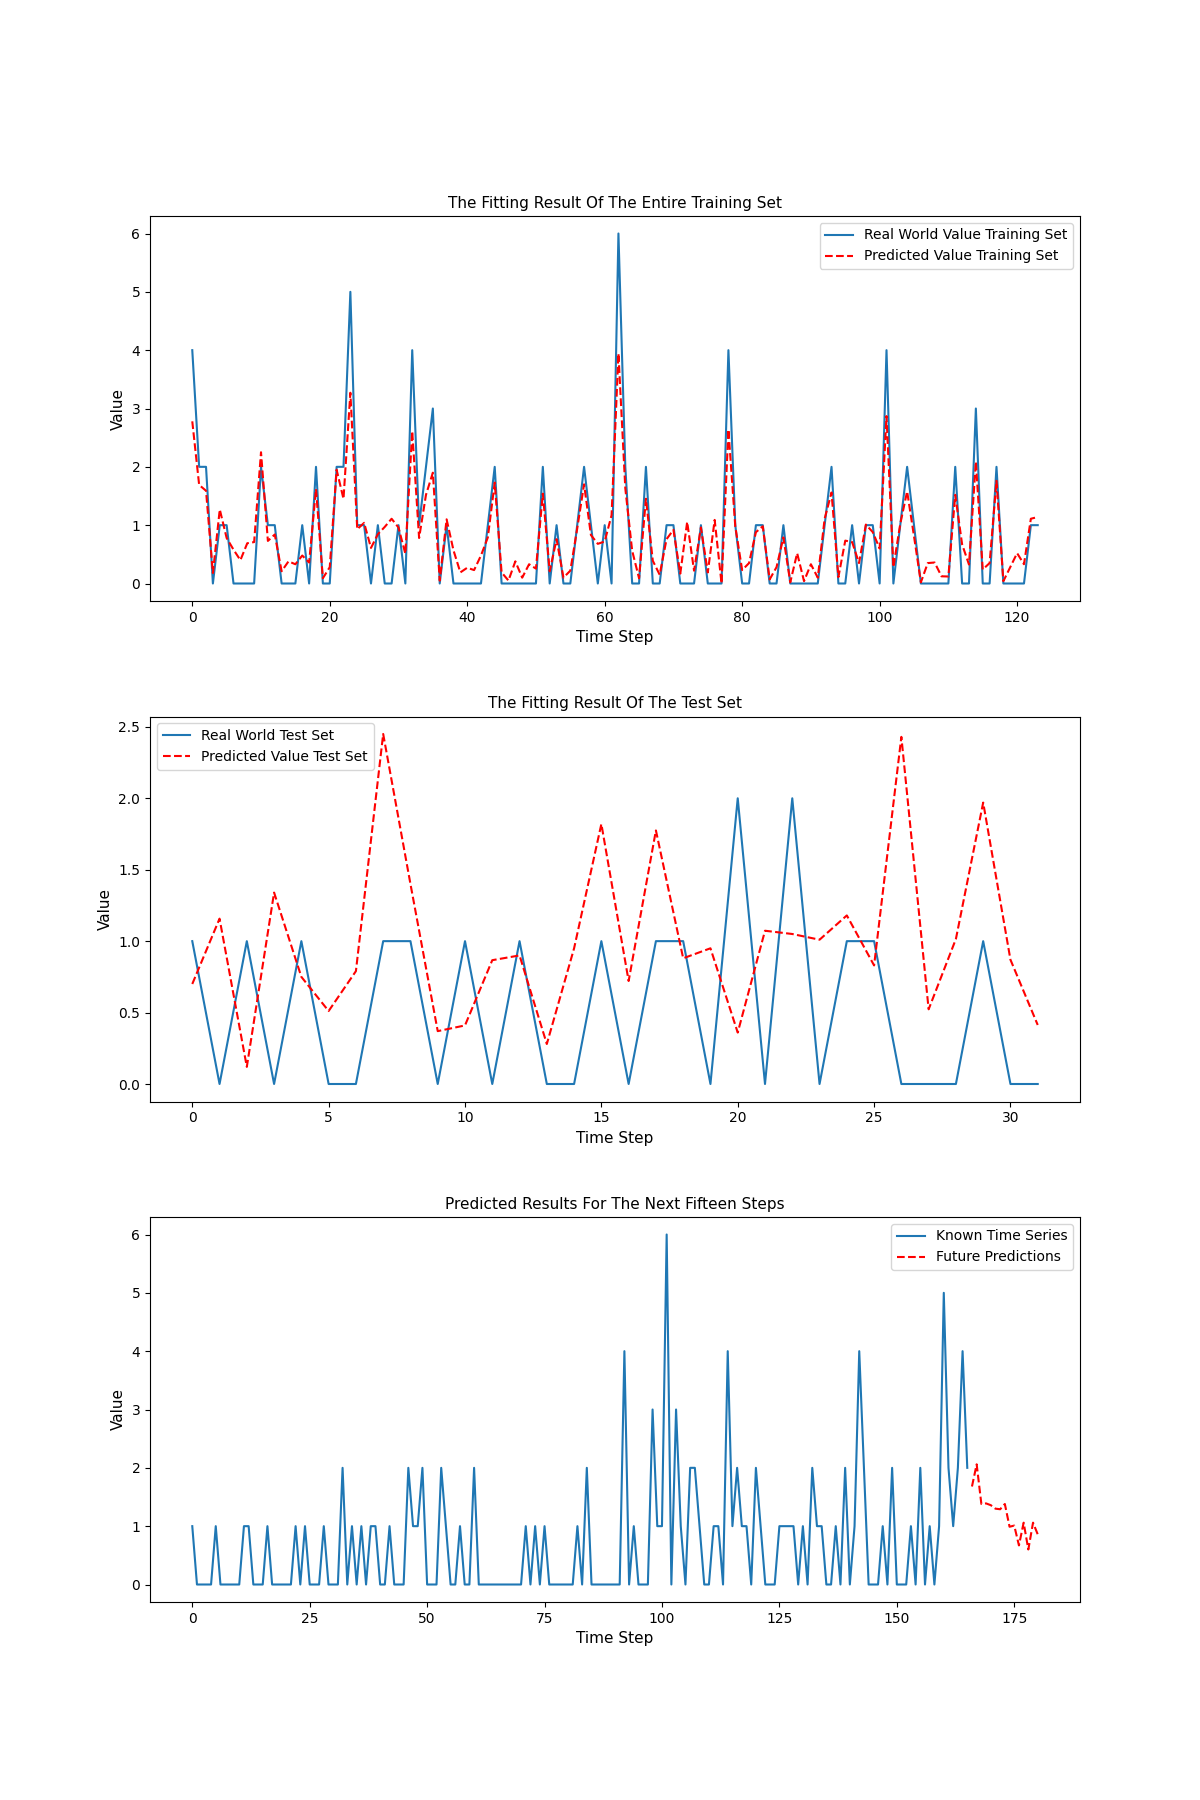 The Fitting Result Of The Entire Training Set
Real World Value Training Set
Predicted Value Training Set
Value
6
5
4
3
2
1
0
0 20 40 60 80 100 120
Time Step
The Fitting Result Of The Test Set
Real World Test Set
Predicted Value Test Set
Value
2.5
2.0
1.5
1.0
0.5
0.0
0 5 10 15 20 25 30
Time Step
Predicted Results For The Next Fifteen Steps
Known Time Series
Future Predictions
Value
6
5
4
3
2
1
0
0 25 50 75 100 125 150 175
Time Step